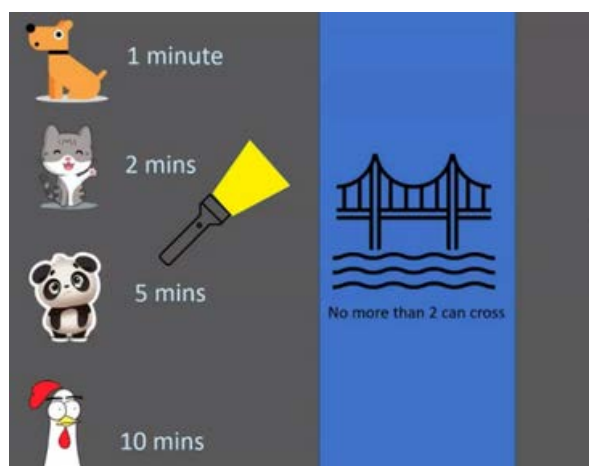 1 minute
2 mins
5 mins
No more than 2 can cross
10 mins